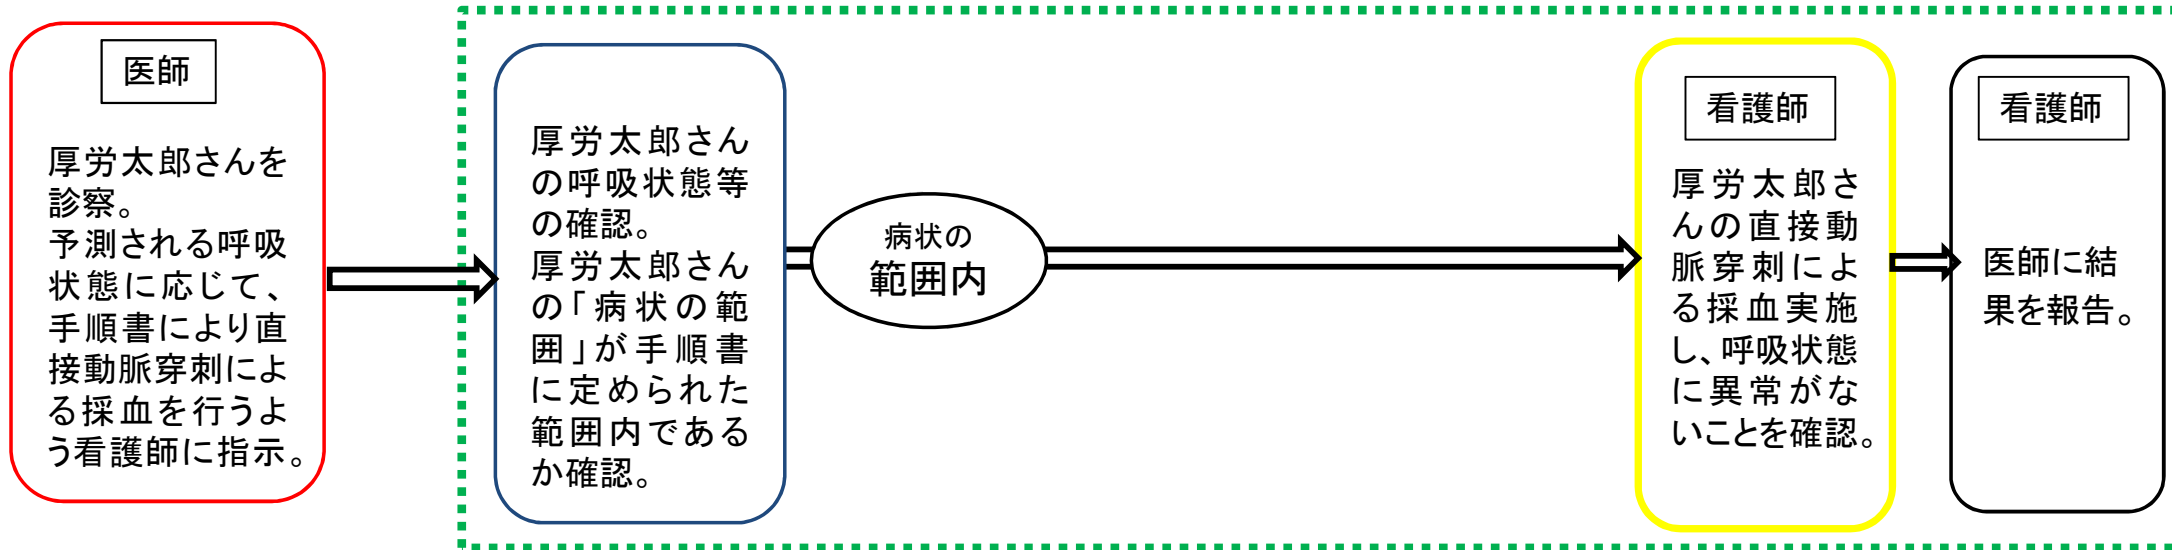 医師
厚労太郎さんを
診察。
予測される呼吸
状態に応じて、
手順書により直
接動脈穿刺によ
る採血を行うよ
う看護師に指示。
厚労太郎さん
の呼吸状態等
の確認。
厚労太郎さん
の「病状の範
囲」が手順書
に定められた
範囲内である
か確認。
病状の
範囲内
看護師
厚労太郎さ
んの直接動
脈穿刺によ
る採血実施
し、呼吸状態
に異常がな
いことを確認。
看護師
医師に結
果を報告。